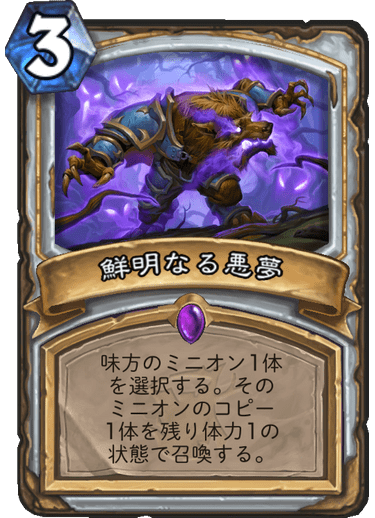 3
鮮明なる悪夢
味方のミニオン1体
を選択する。その
ミニオンのコピー
1体を残り体力1の
状態で召喚する。